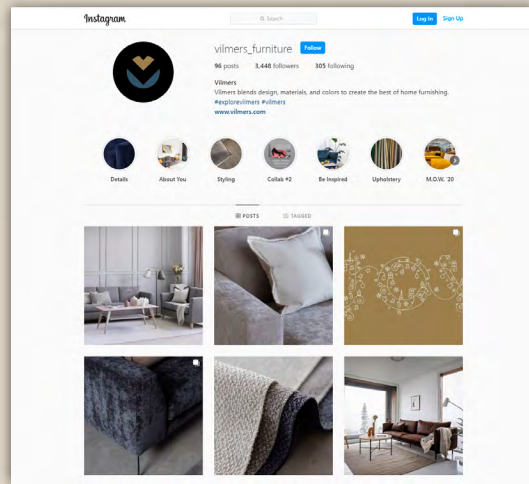 Instagram
Search
Log In Sign Up
vilmers_furniture Follow
96 posts 3,448 followers 305 following
Vilmers
Vilmers blends design, materials, and colors to create the best of home furnishing.
#explorevilmers #vilmers
www.vilmers.com
Details About You Styling Collab #2 Be Inspired Upholstery M.O.W. '20
POSTS TAGGED